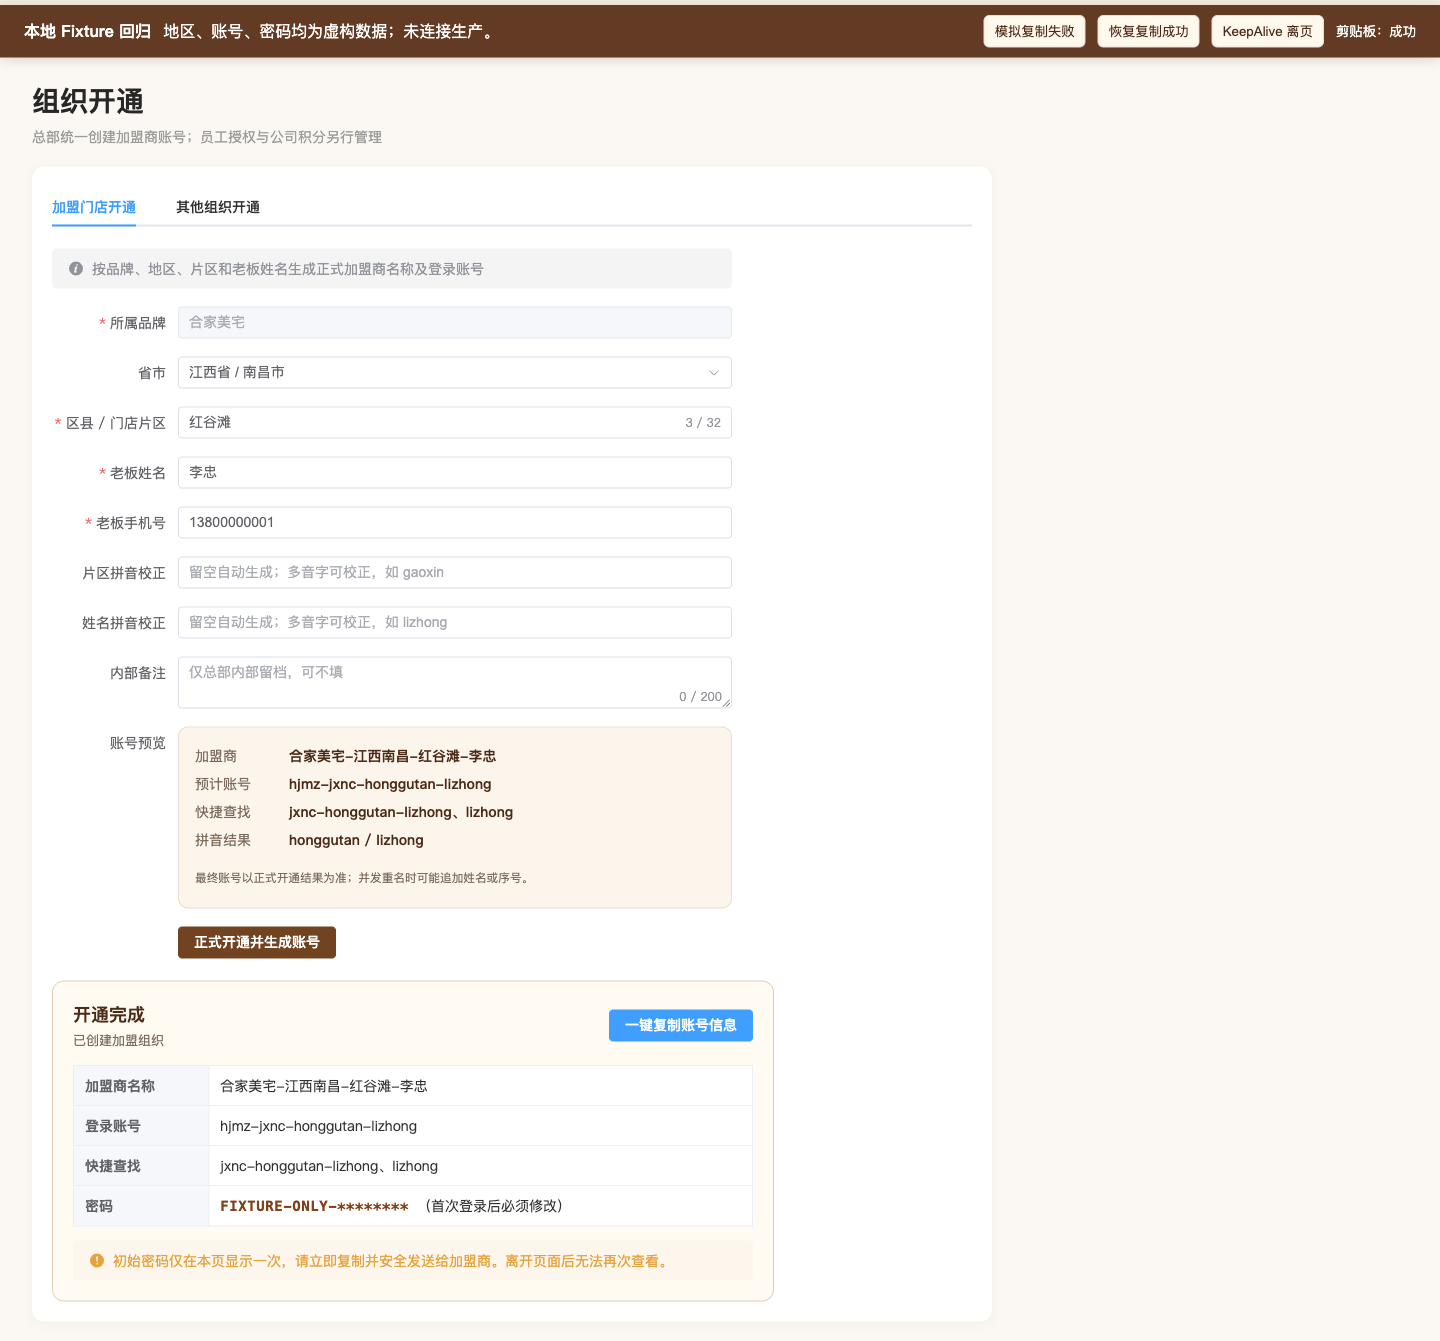 本地 Fixture 回归 地区、账号、密码均为虚构数据；未连接生产。 模拟复制失败 恢复复制成功 KeepAlive 离页 剪贴板：成功
组织开通
总部统一创建加盟商账号；员工授权与公司积分另行管理
加盟门店开通 其他组织开通
按品牌、地区、片区和老板姓名生成正式加盟商名称及登录账号
* 所属品牌 合家美宅
省市 江西省 / 南昌市
* 区县 / 门店片区 红谷滩 3 / 32
* 老板姓名 李忠
* 老板手机号 13800000001
片区拼音校正 留空自动生成；多音字可校正，如 gaoxin
姓名拼音校正 留空自动生成；多音字可校正，如 lizhong
内部备注 仅总部内部留档，可不填
0 / 200
账号预览
加盟商 合家美宅-江西南昌-红谷滩-李忠
预计账号 hjmz-jxnc-honggutan-lizhong
快捷查找 jxnc-honggutan-lizhong、lizhong
拼音结果 honggutan / lizhong
最终账号以正式开通结果为准；并发重名时可能追加姓名或序号。
正式开通并生成账号
开通完成
已创建加盟组织
一键复制账号信息
加盟商名称 合家美宅-江西南昌-红谷滩-李忠
登录账号 hjmz-jxnc-honggutan-lizhong
快捷查找 jxnc-honggutan-lizhong、lizhong
密码 FIXTURE-ONLY-******** （首次登录后必须修改）
初始密码仅在本页显示一次，请立即复制并安全发送给加盟商。离开页面后无法再次查看。